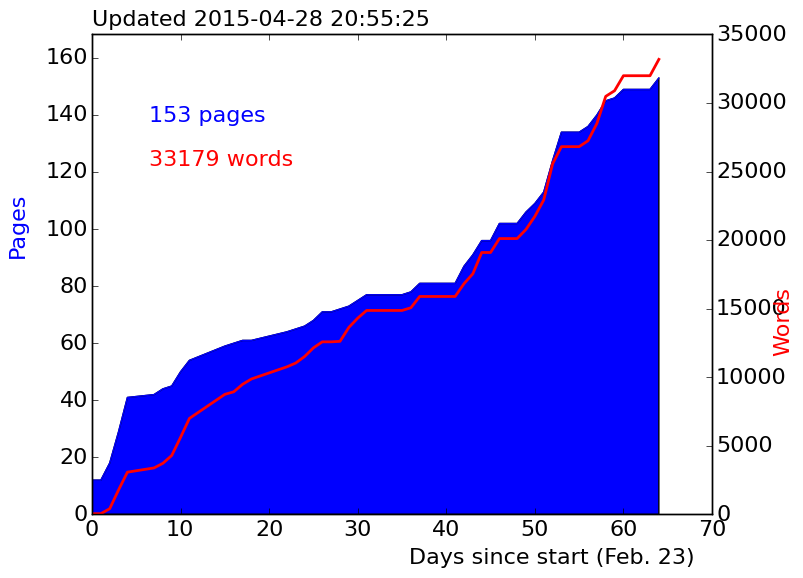 Updated 2015-04-28 20:55:25
153 pages
33179 words
Pages
160
140
120
100
80
60
40
20
0
35000
30000
25000
20000
15000
10000
5000
0
Words
0 10 20 30 40 50 60 70
Days since start (Feb. 23)